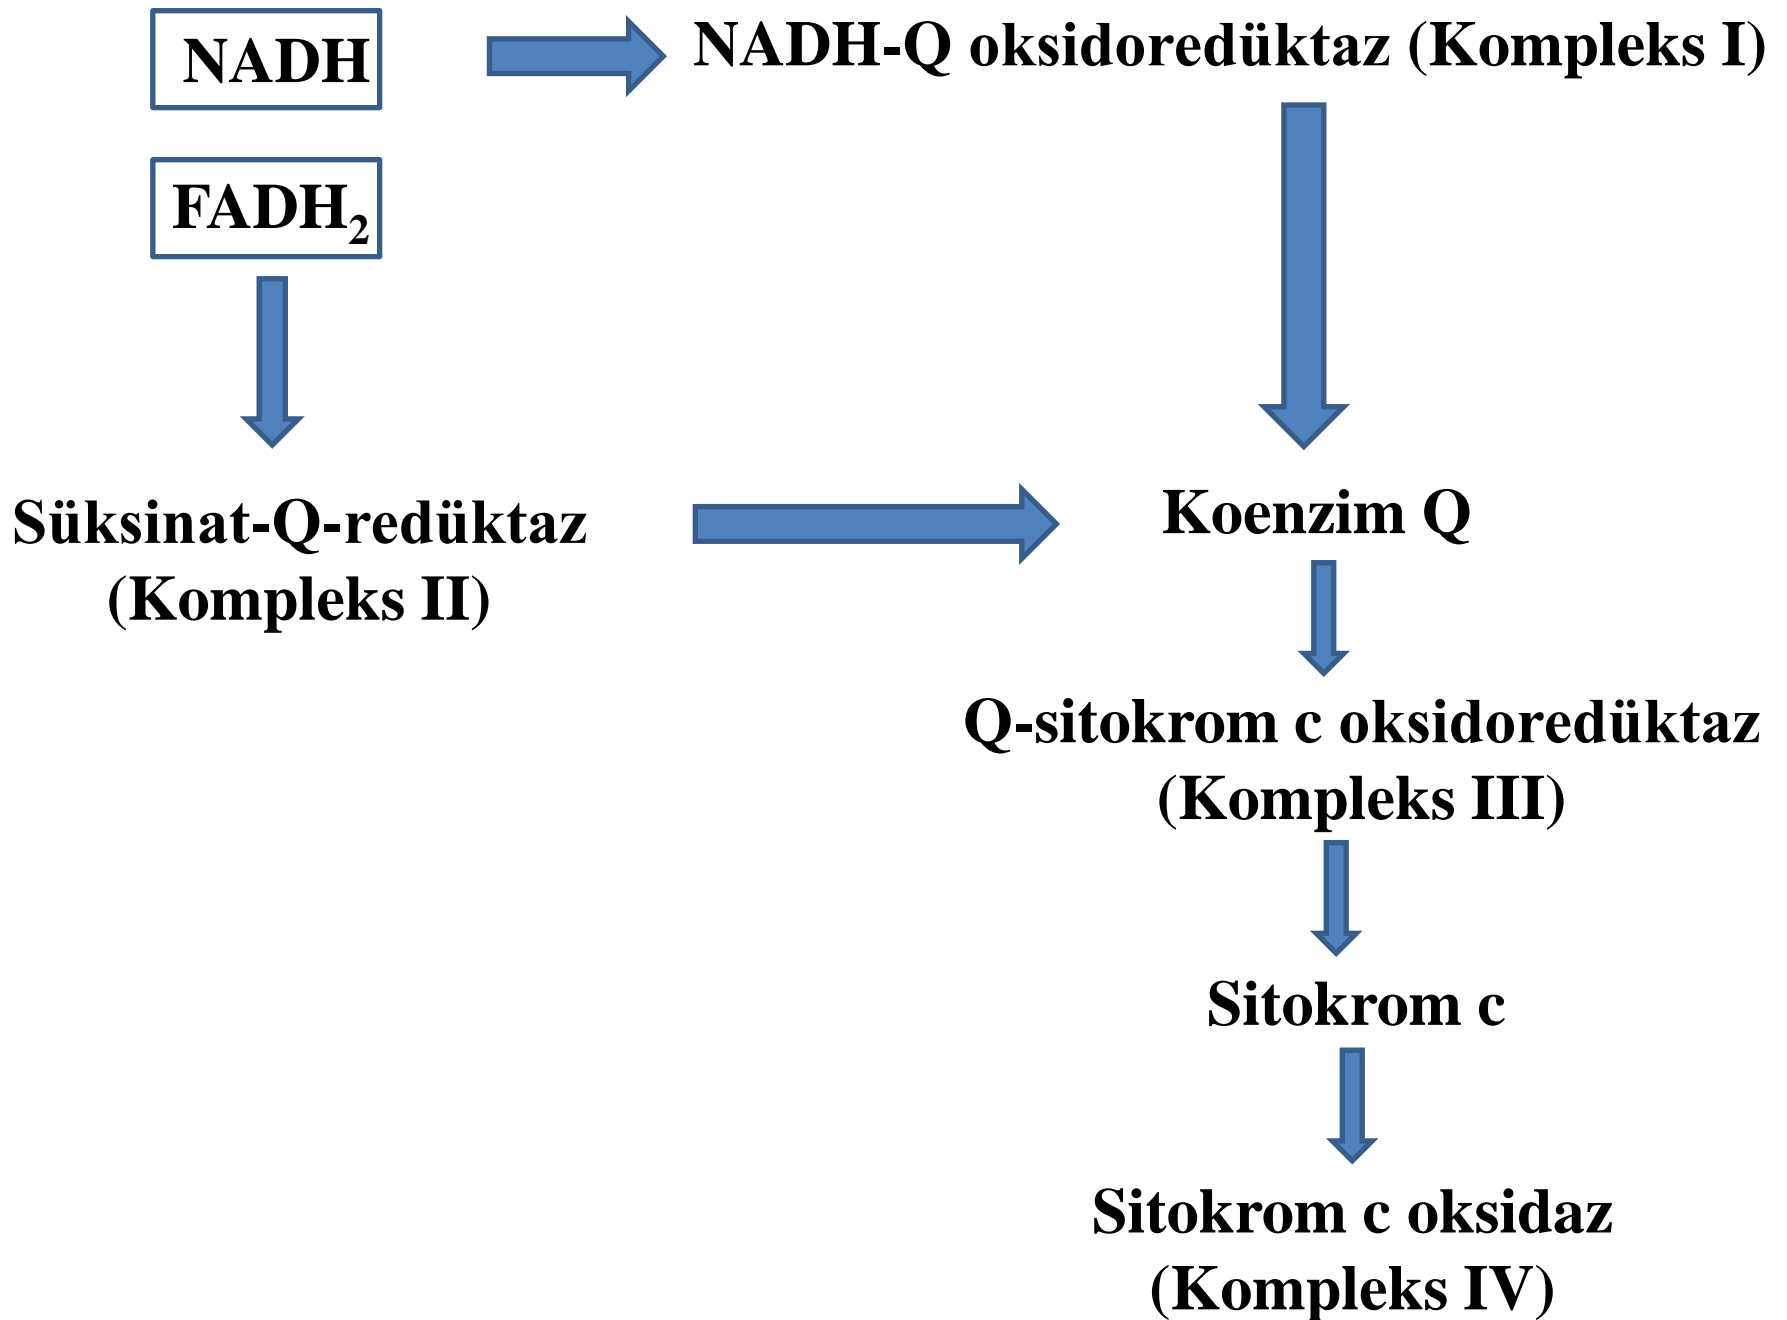 NADH
NADH-Q oksidoredüktaz (Kompleks I)
FADH₂
Süksinat-Q-redüktaz
(Kompleks II)
Koenzim Q
Q-sitokrom c oksidoredüktaz
(Kompleks III)
Sitokrom c
Sitokrom c oksidaz
(Kompleks IV)